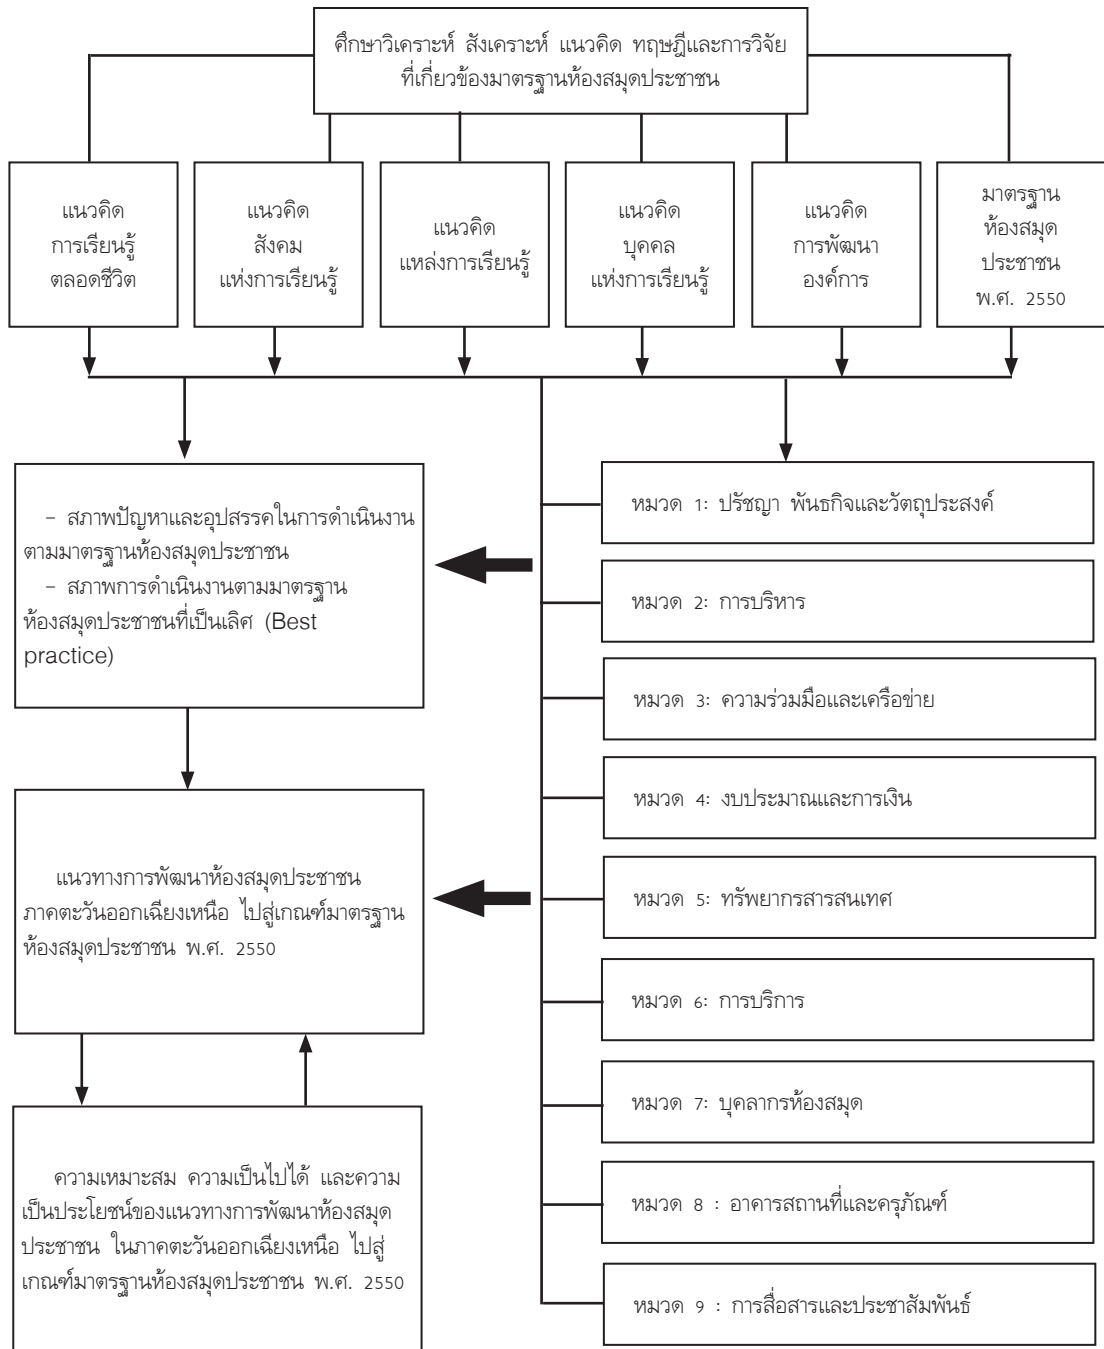 ศึกษาวิเคราะห์ สังเคราะห์ แนวคิด ทฤษฎีและการวิจัย
ที่เกี่ยวข้องมาตรฐานห้องสมุดประชาชน
แนวคิด
การเรียนรู้
ตลอดชีวิต
แนวคิด
สังคม
แห่งการเรียนรู้
แนวคิด
แหล่งการเรียนรู้
แนวคิด
บุคคล
แห่งการเรียนรู้
แนวคิด
การพัฒนา
องค์การ
มาตรฐาน
ห้องสมุด
ประชาชน
พ.ศ. 2550
- สภาพปัญหาและอุปสรรคในการดำเนินงาน
ตามมาตรฐานห้องสมุดประชาชน
- สภาพการดำเนินงานตามมาตรฐาน
ห้องสมุดประชาชนที่เป็นเลิศ (Best
practice)
แนวทางการพัฒนาห้องสมุดประชาชน
ภาคตะวันออกเฉียงเหนือ ไปสู่เกณฑ์มาตรฐาน
ห้องสมุดประชาชน พ.ศ. 2550
ความเหมาะสม ความเป็นไปได้ และความ
เป็นประโยชน์ของแนวทางการพัฒนาห้องสมุด
ประชาชน ในภาคตะวันออกเฉียงเหนือ ไปสู่
เกณฑ์มาตรฐานห้องสมุดประชาชน พ.ศ. 2550
หมวด 1: ปรัชญา พันธกิจและวัตถุประสงค์
หมวด 2: การบริหาร
หมวด 3: ความร่วมมือและเครือข่าย
หมวด 4: งบประมาณและการเงิน
หมวด 5: ทรัพยากรสารสนเทศ
หมวด 6: การบริการ
หมวด 7: บุคลากรห้องสมุด
หมวด 8 : อาคารสถานที่และครุภัณฑ์
หมวด 9 : การสื่อสารและประชาสัมพันธ์